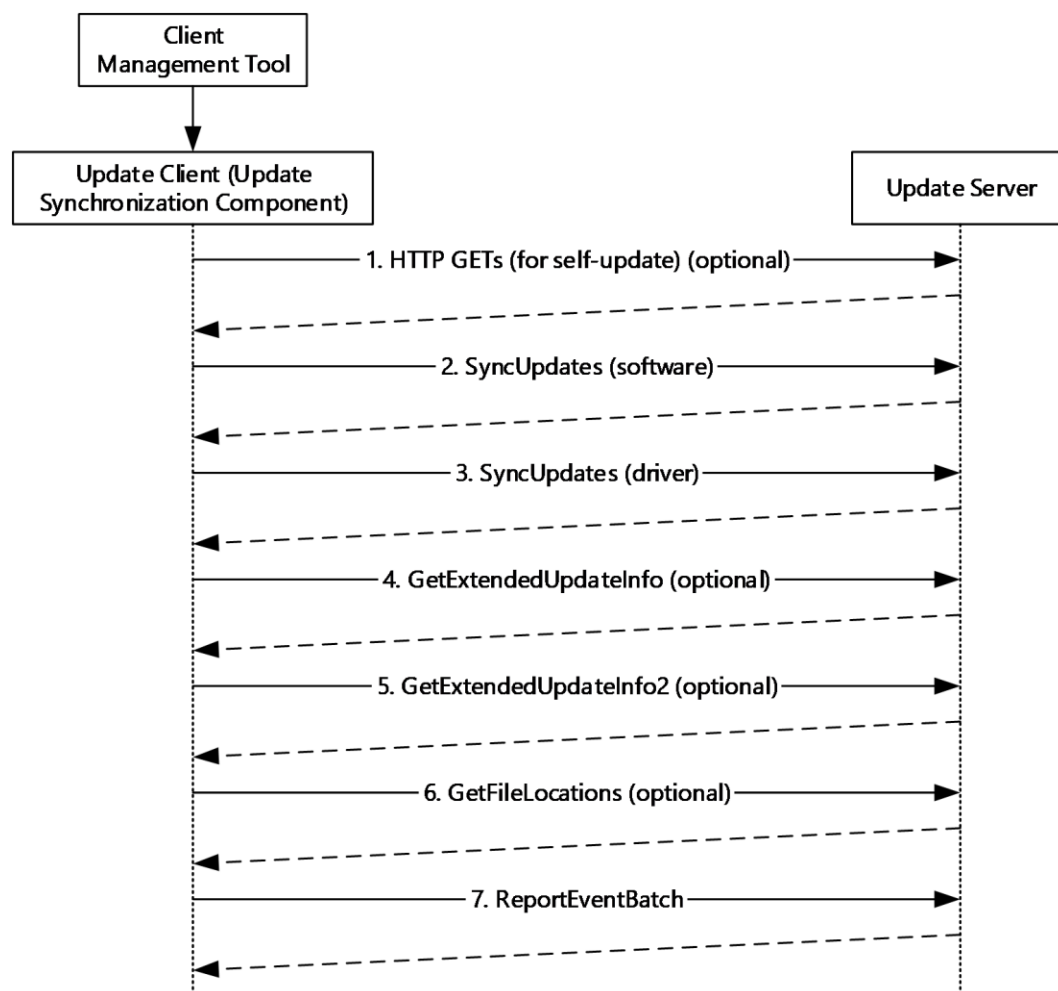 Client
Management Tool
Update Client (Update
Synchronization Component)
Update Server
1. HTTP GETs (for self-update) (optional)
2. SyncUpdates (software)
3. SyncUpdates (driver)
4. GetExtendedUpdateInfo (optional)
5. GetExtendedUpdateInfo2 (optional)
6. GetFileLocations (optional)
7. ReportEventBatch